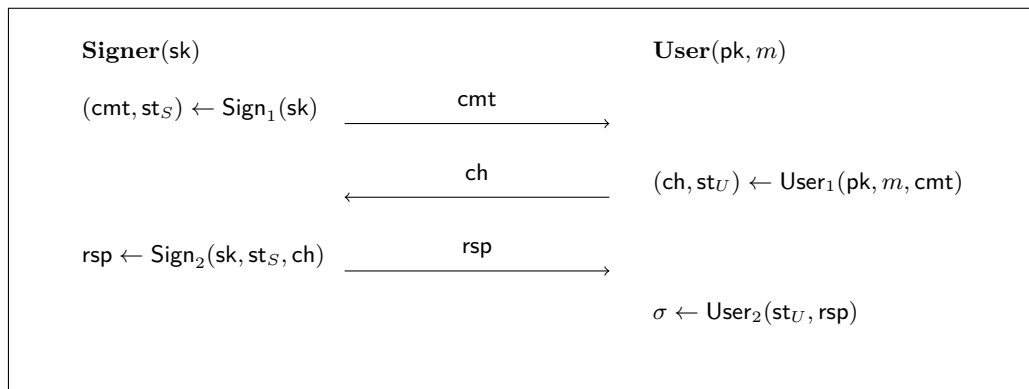 Signer(sk) User(pk, m)
(cmt, st_S) ← Sign_1(sk) cmt
ch (ch, st_U) ← User_1(pk, m, cmt)
rsp ← Sign_2(sk, st_S, ch) rsp
σ ← User_2(st_U, rsp)